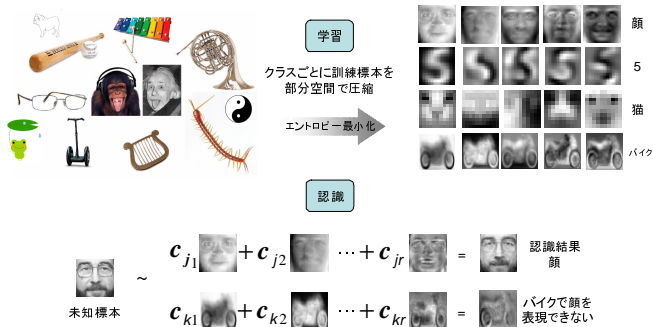 学習
クラスごとに訓練標本を
部分空間で圧縮
エントロピー最小化
顔
5
猫
バイク
認識
c j1 + c j2 … + c jr =
認識結果
顔
未知標本
~
c k1 + c k2 … + c kr =
バイクで顔を
表現できない